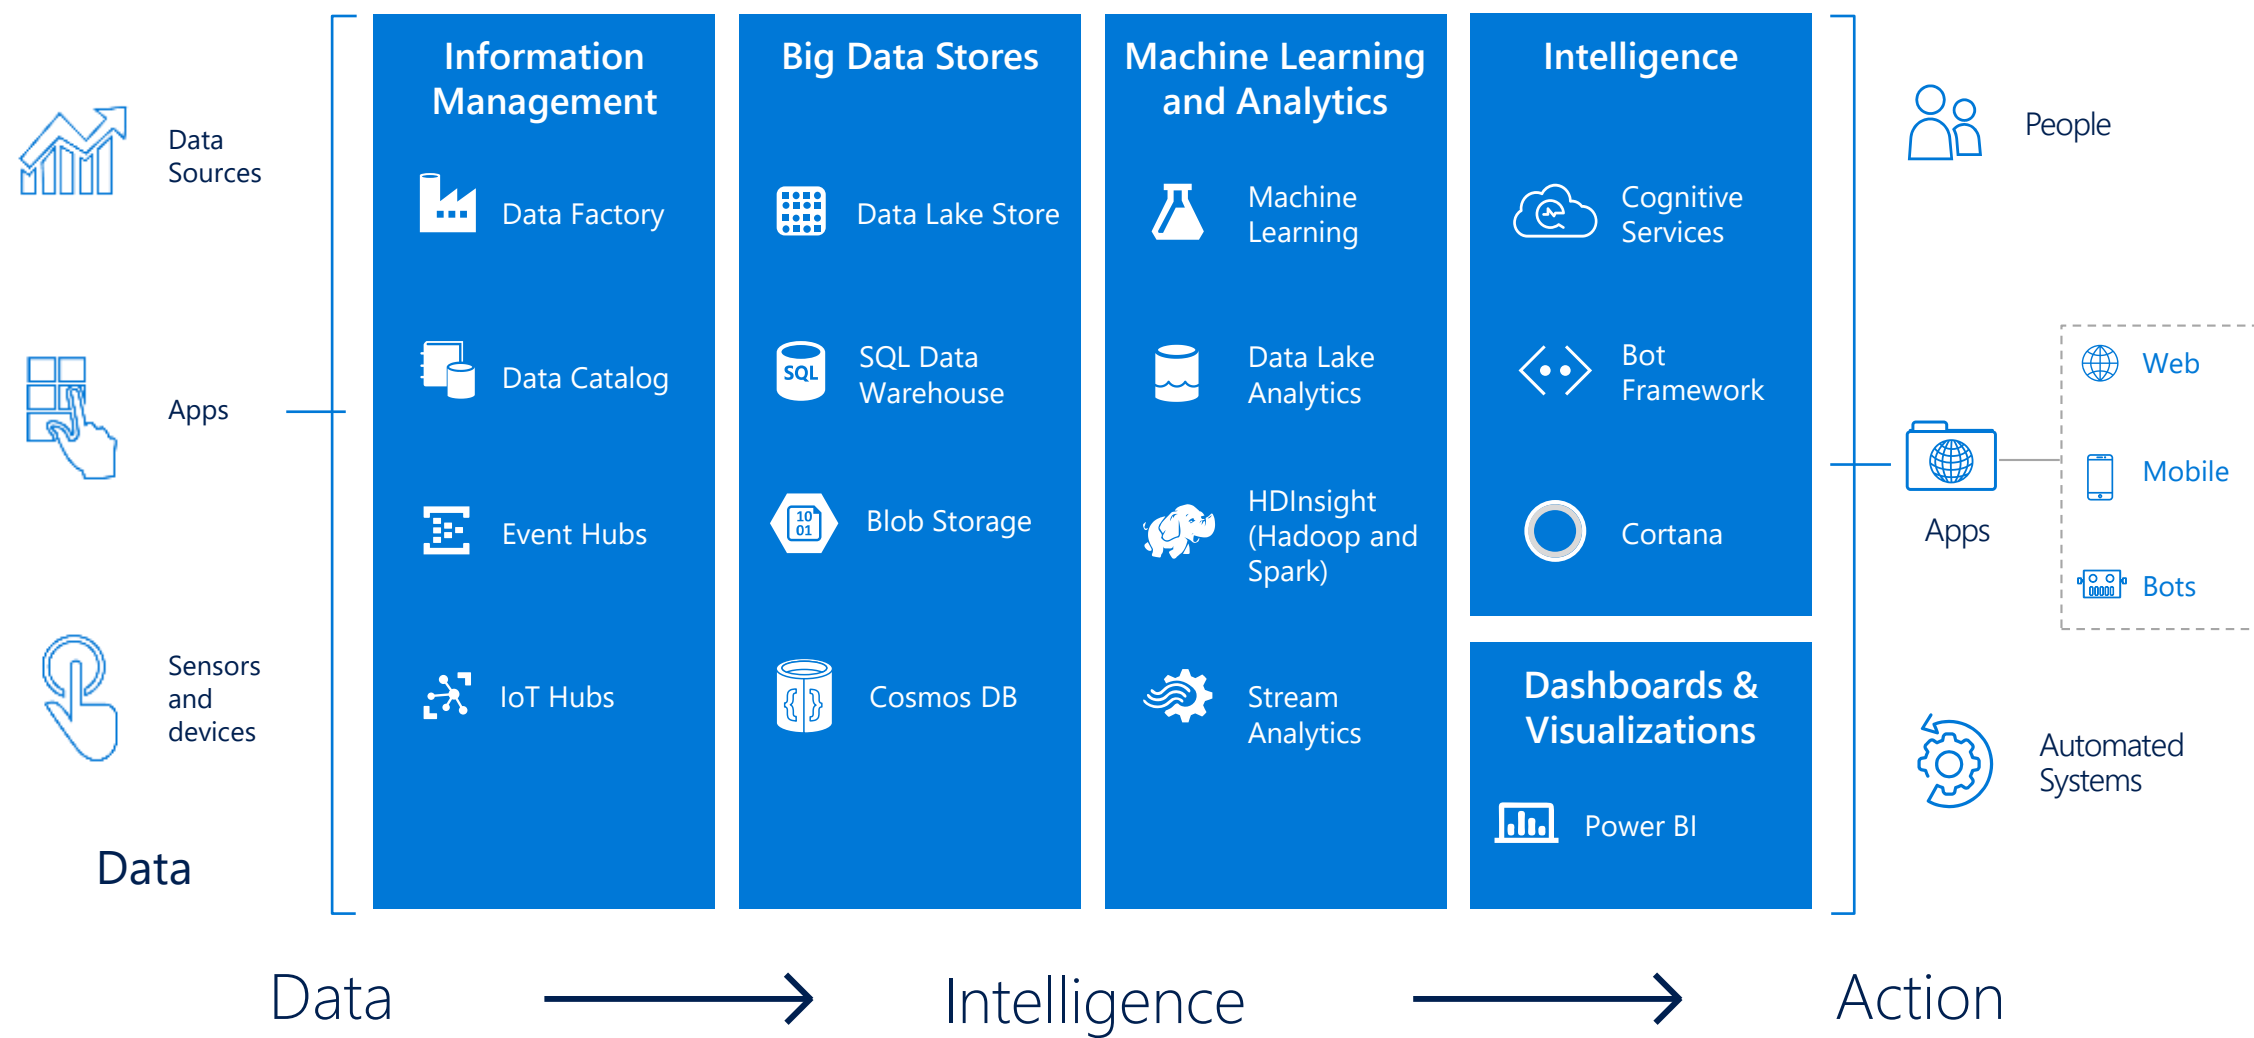 Data
Sources
Apps
Sensors
and
devices
Data
Information
Management
Data Factory
Data Catalog
Event Hubs
IoT Hubs
Big Data Stores
Data Lake Store
SQL
SQL Data
Warehouse
10
01
Blob Storage
Cosmos DB
Machine Learning
and Analytics
Machine
Learning
Data Lake
Analytics
HDInsight
(Hadoop and
Spark)
Stream
Analytics
Intelligence
Cognitive
Services
Bot
Framework
Cortana
Dashboards &
Visualizations
Power BI
People
Apps
Web
Mobile
Bots
Automated
Systems
Data
Intelligence
Action